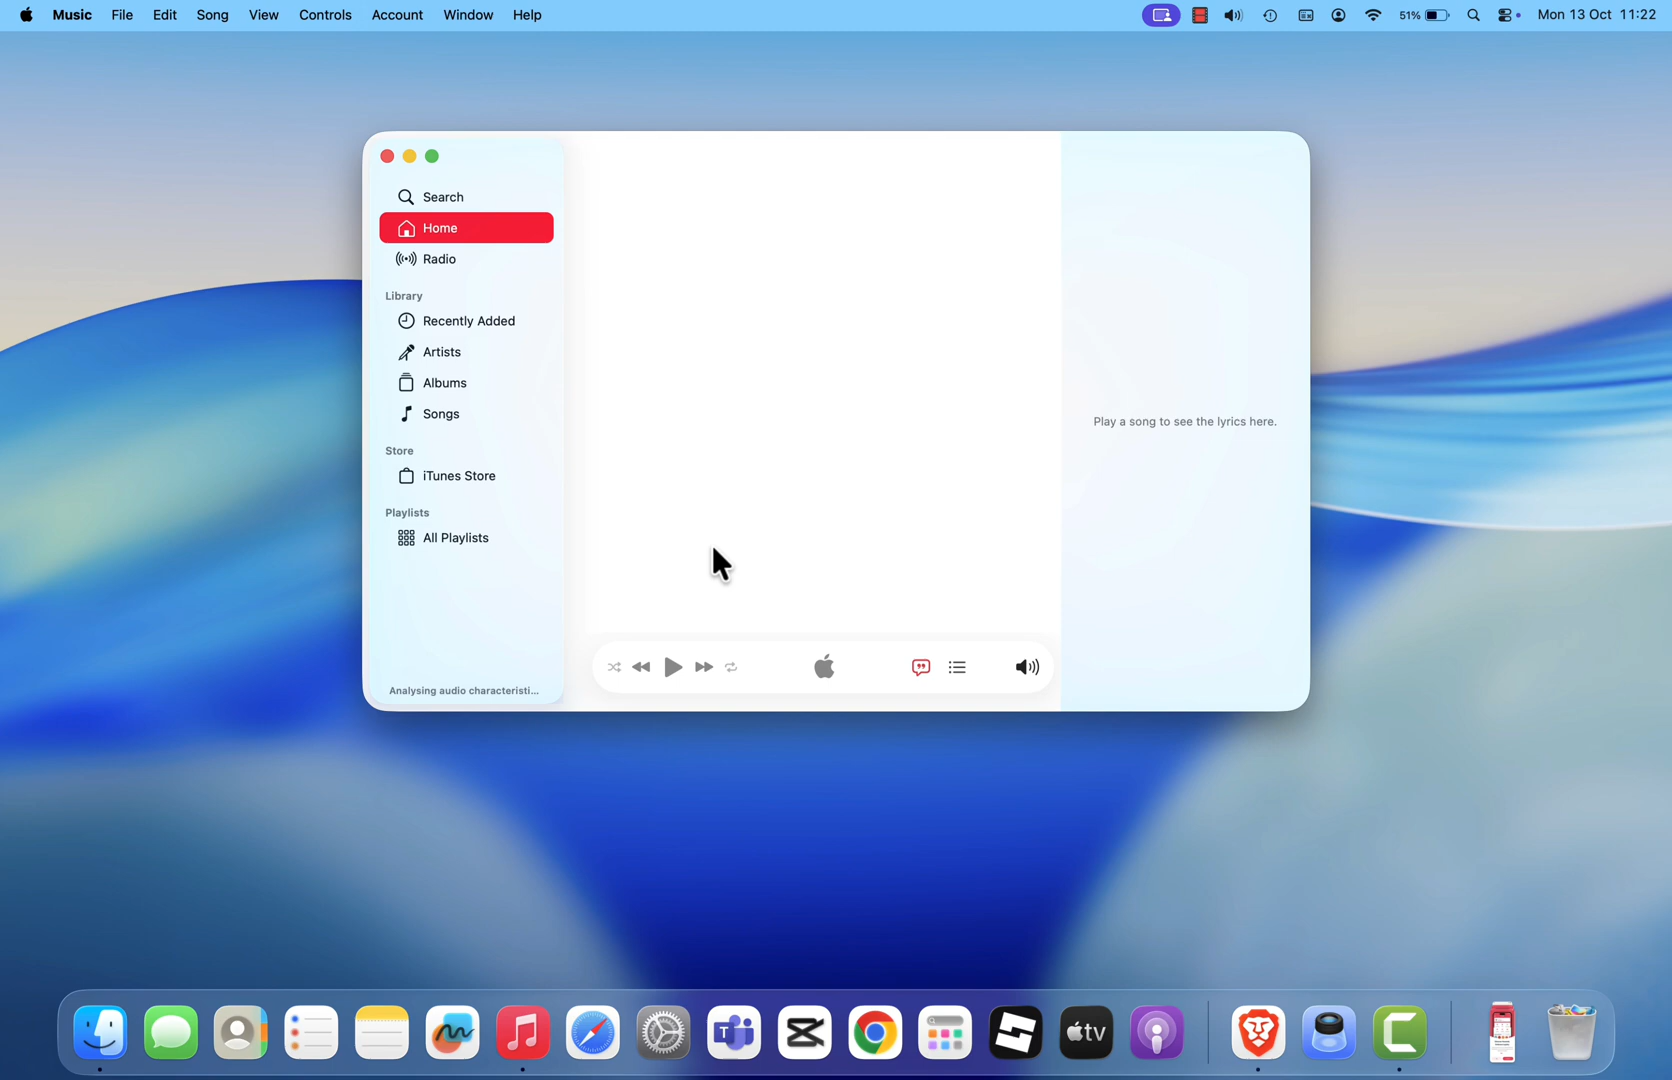 Music File Edit Song View Controls Account Window Help 51% Mon 13 Oct 11:22
Search
Home
Radio
Library
Recently Added
Artists
Albums
Songs
Store
iTunes Store
Playlists
All Playlists
Analysing audio characteristi...
Play a song to see the lyrics here.
tv